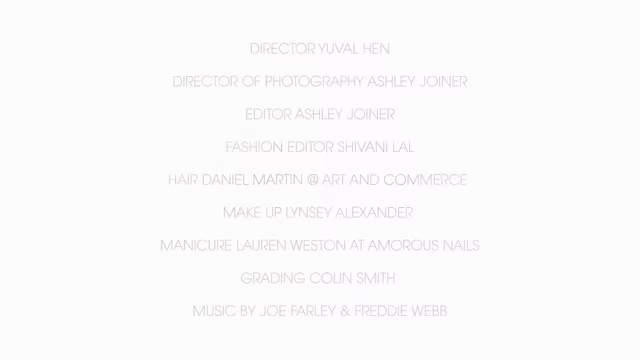 DIRECTOR YUVAL HEN
DIRECTOR OF PHOTOGRAPHY ASHLEY JOINER
EDITOR ASHLEY JOINER
FASHION EDITOR SHIVANI LAL
HAIR DANIEL MARTIN @ ART AND COMMERCE
MAKE UP LYNSEY ALEXANDER
MANICURE LAUREN WESTON AT AMOROUS NAILS
GRADING COLIN SMITH
MUSIC BY JOE FARLEY & FREDDIE WEBB